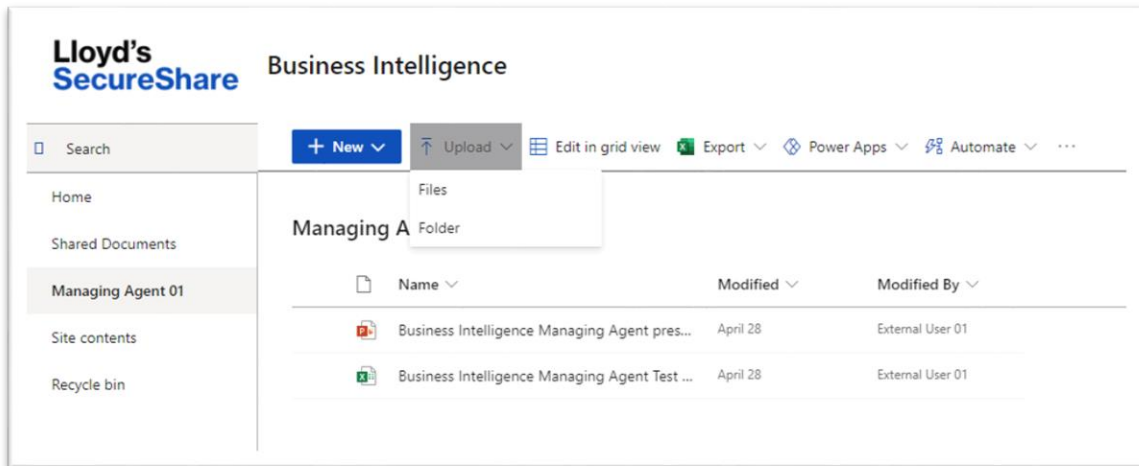 Lloyd's
SecureShare
Business Intelligence
Search
+ New
Upload
Edit in grid view
Export
Power Apps
Automate
...
Files
Folder
Home
Shared Documents
Managing Agent 01
Site contents
Recycle bin
Managing A
Name
Modified
Modified By
Business Intelligence Managing Agent pres... April 28 External User 01
Business Intelligence Managing Agent Test ... April 28 External User 01